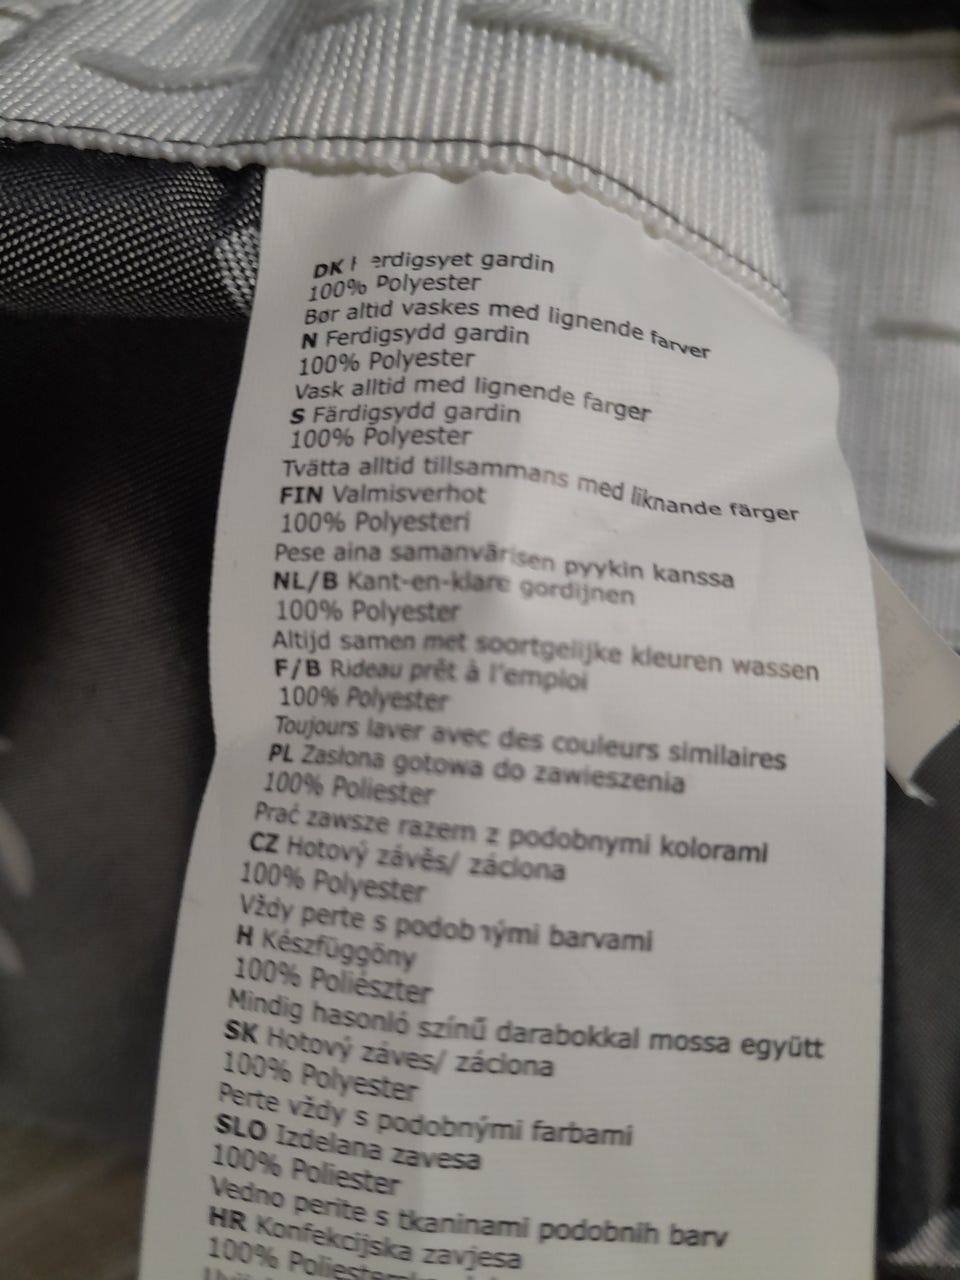 DK erdigsyet gardin
100% Polyester
Bør altid vaskes med lignende farver
N Ferdigsydd gardin
100% Polyester
Vask alltid med lignende farger
S Färdigsydd gardin
100% Polyester
Tvätta alltid tillsammans med liknande färger
FIN Valmisverhot
100% Polyesteri
Pese aina samanvärisen pyykin kanssa
NL/B Kant-en-klare gordijnen
100% Polyester
Altijd samen met soortgelijke kleuren wassen
F/B Rideau prêt à l'emploi
100% Polyester
Toujours laver avec des couleurs similaires
PL Zasłona gotowa do zawieszenia
100% Poliester
Prać zawsze razem z podobnymi kolorami
CZ Hotový závěs/ záclona
100% Polyester
Vždy perte s podobnými barvami
H Készfüggöny
100% Poliészter
Mindig hasonló színű darabokkal mossa együtt
SK Hotový záves/ záclona
100% Polyester
Perte vždy s podobnými farbami
SLO Izdelana zavesa
100% Poliester
Vedno perite s tkaninami podobnih barv
HR Konfekcijska zavjesa
100%